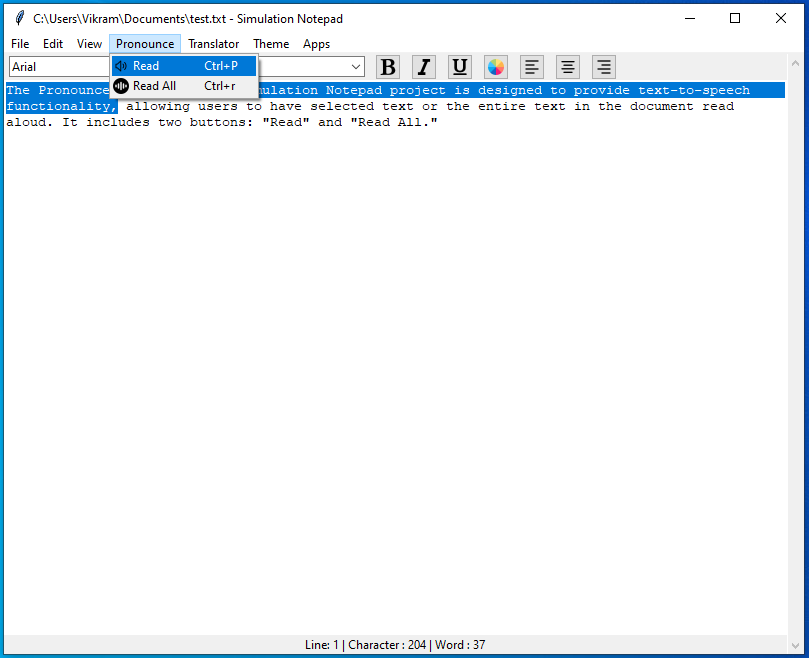 C:\Users\Vikram\Documents\test.txt - Simulation Notepad
File Edit View Pronounce Translator Theme Apps
Arial B I U
Read Ctrl+P
Read All Ctrl+r
The Pronounce mulation Notepad project is designed to provide text-to-speech
functionality, allowing users to have selected text or the entire text in the document read
aloud. It includes two buttons: "Read" and "Read All."
Line: 1 | Character : 204 | Word : 37